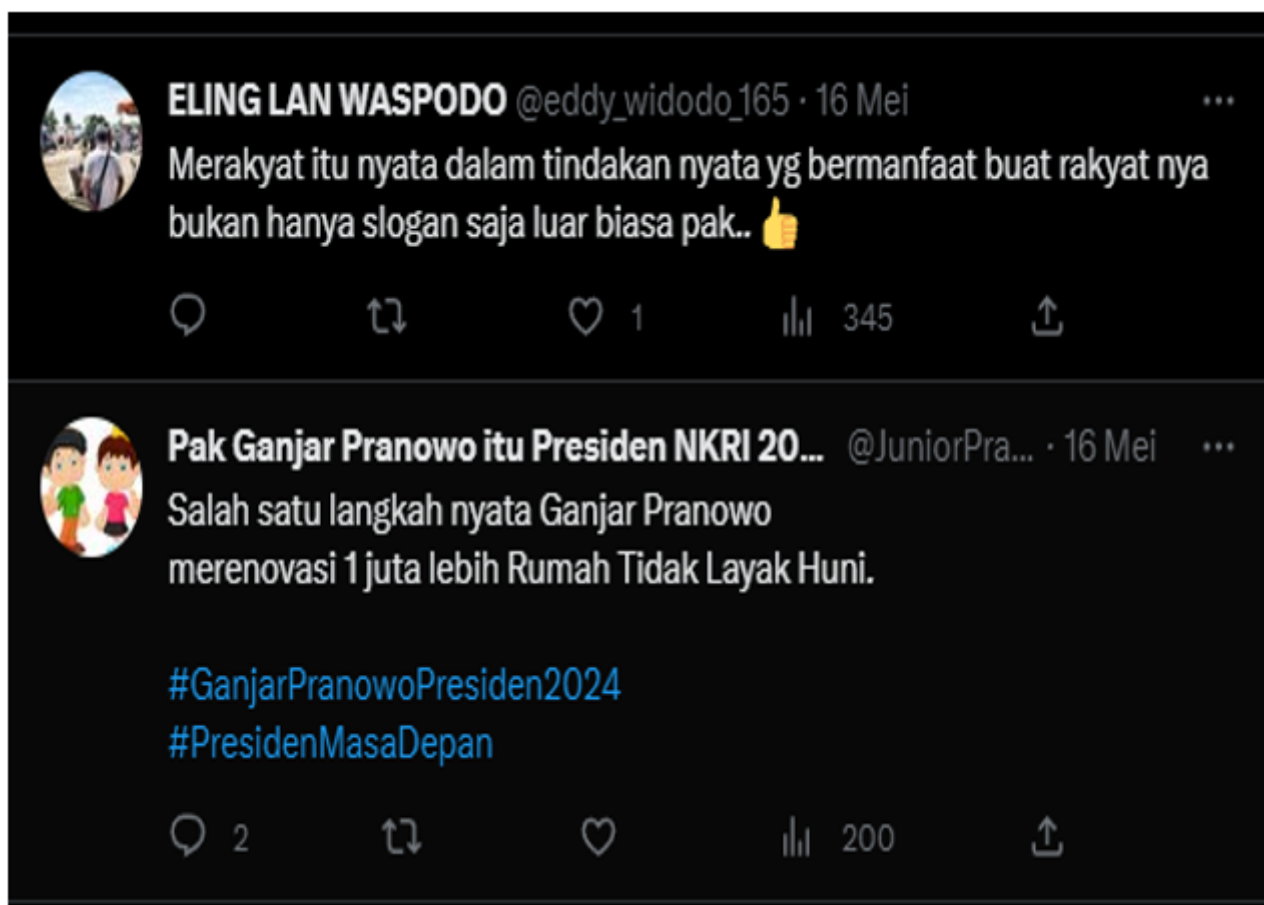 ELING LAN WASPODO @eddy_widodo_165 · 16 Mei
Merakyat itu nyata dalam tindakan nyata yg bermanfaat buat rakyat nya
bukan hanya slogan saja luar biasa pak.. 👍
1 345
Pak Ganjar Pranowo itu Presiden NKRI 20... @JuniorPra... · 16 Mei
Salah satu langkah nyata Ganjar Pranowo
merenovasi 1 juta lebih Rumah Tidak Layak Huni.
#GanjarPranowoPresiden2024
#PresidenMasaDepan
2 200